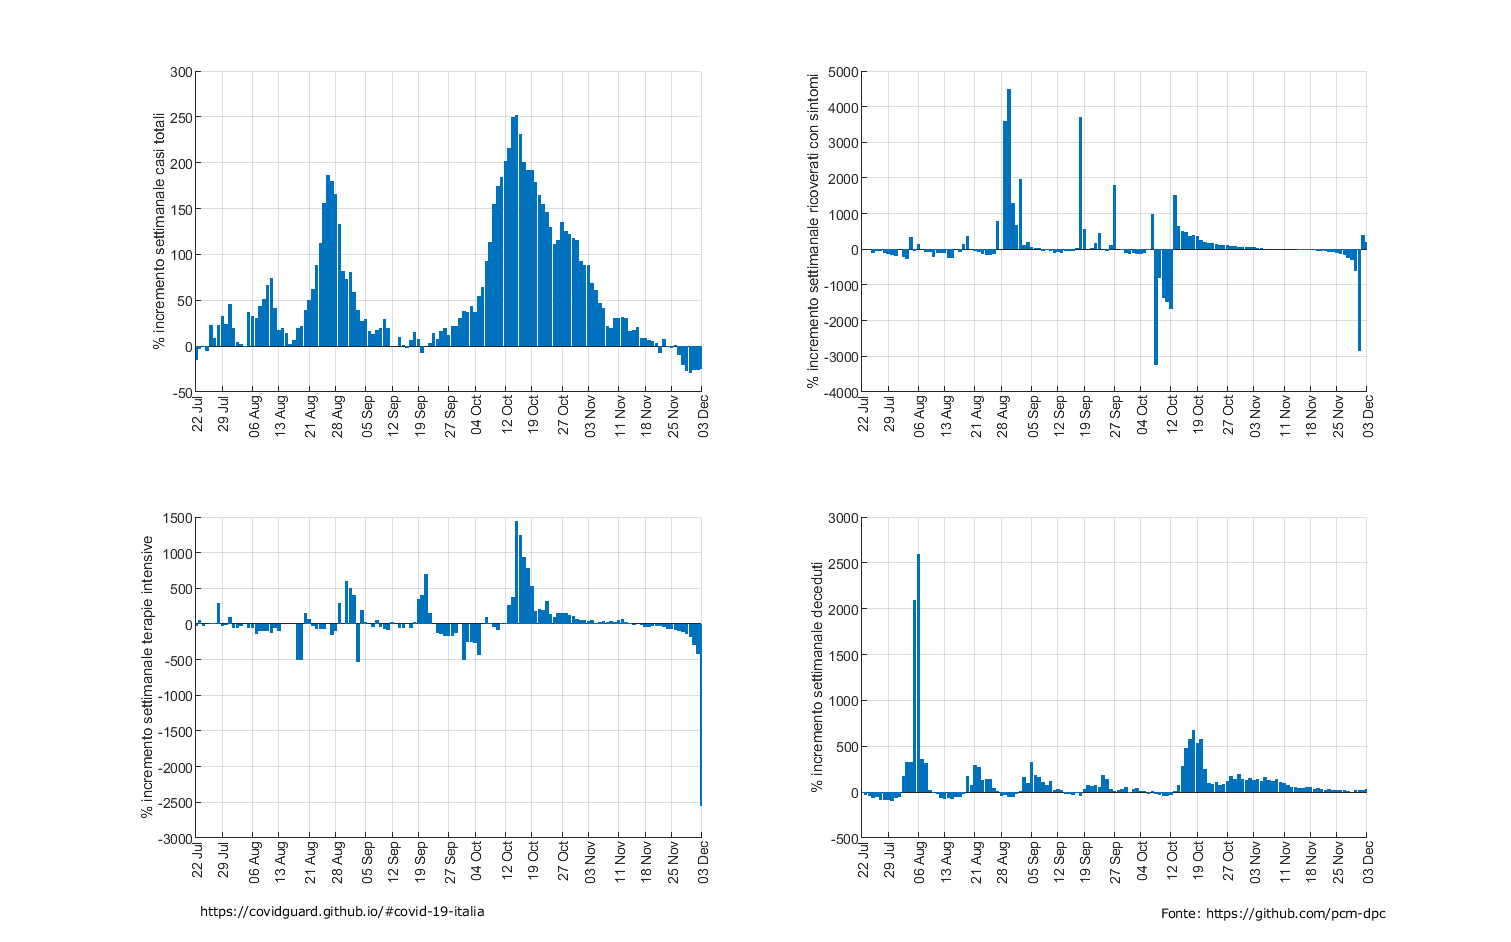 % incremento settimanale casi totali
300
250
200
150
100
50
0
-50
22 Jul
29 Jul
06 Aug
13 Aug
21 Aug
28 Aug
05 Sep
12 Sep
19 Sep
27 Sep
04 Oct
12 Oct
19 Oct
27 Oct
03 Nov
11 Nov
18 Nov
25 Nov
03 Dec
% incremento settimanale ricoverati con sintomi
5000
4000
3000
2000
1000
0
-1000
-2000
-3000
-4000
22 Jul
29 Jul
06 Aug
13 Aug
21 Aug
28 Aug
05 Sep
12 Sep
19 Sep
27 Sep
04 Oct
12 Oct
19 Oct
27 Oct
03 Nov
11 Nov
18 Nov
25 Nov
03 Dec
% incremento settimanale terapie intensive
1500
1000
500
0
-500
-1000
-1500
-2000
-2500
-3000
22 Jul
29 Jul
06 Aug
13 Aug
21 Aug
28 Aug
05 Sep
12 Sep
19 Sep
27 Sep
04 Oct
12 Oct
19 Oct
27 Oct
03 Nov
11 Nov
18 Nov
25 Nov
03 Dec
% incremento settimanale deceduti
3000
2500
2000
1500
1000
500
0
-500
22 Jul
29 Jul
06 Aug
13 Aug
21 Aug
28 Aug
05 Sep
12 Sep
19 Sep
27 Sep
04 Oct
12 Oct
19 Oct
27 Oct
03 Nov
11 Nov
18 Nov
25 Nov
03 Dec
https://covidguard.github.io/#covid-19-italia
Fonte: https://github.com/pcm-dpc